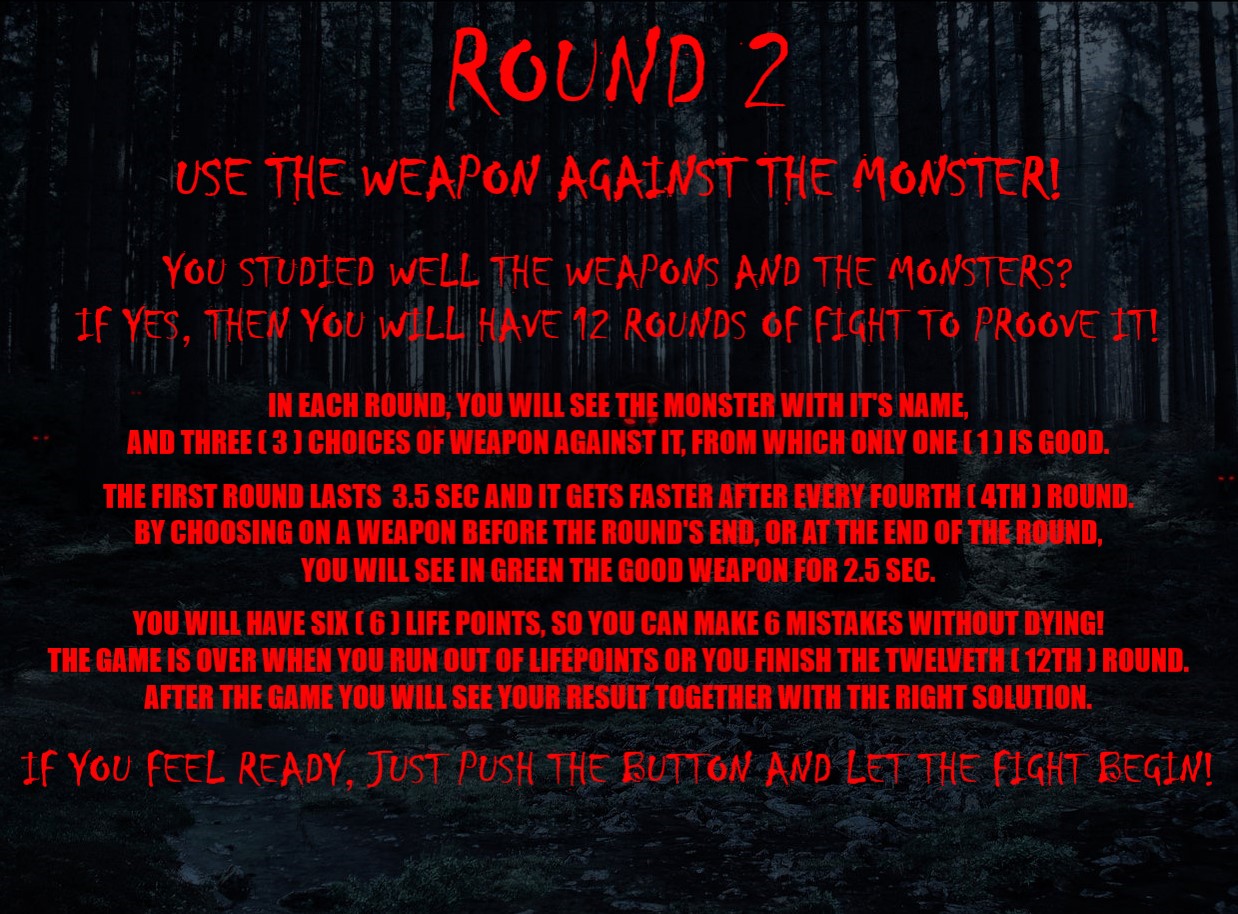 ROUND 2
USE THE WEAPON AGAINST THE MONSTER!
YOU STUDIED WELL THE WEAPONS AND THE MONSTERS?
IF YES, THEN YOU WILL HAVE 12 ROUNDS OF FIGHT TO PROOVE IT!
IN EACH ROUND, YOU WILL SEE THE MONSTER WITH IT'S NAME,
AND THREE ( 3 ) CHOICES OF WEAPON AGAINST IT, FROM WHICH ONLY ONE ( 1 ) IS GOOD.
THE FIRST ROUND LASTS 3.5 SEC AND IT GETS FASTER AFTER EVERY FOURTH ( 4TH ) ROUND.
BY CHOOSING ON A WEAPON BEFORE THE ROUND'S END, OR AT THE END OF THE ROUND,
YOU WILL SEE IN GREEN THE GOOD WEAPON FOR 2.5 SEC.
YOU WILL HAVE SIX ( 6 ) LIFE POINTS, SO YOU CAN MAKE 6 MISTAKES WITHOUT DYING!
THE GAME IS OVER WHEN YOU RUN OUT OF LIFEPOINTS OR YOU FINISH THE TWELVETH ( 12TH ) ROUND.
AFTER THE GAME YOU WILL SEE YOUR RESULT TOGETHER WITH THE RIGHT SOLUTION.
IF YOU FEEL READY, JUST PUSH THE BUTTON AND LET THE FIGHT BEGIN!